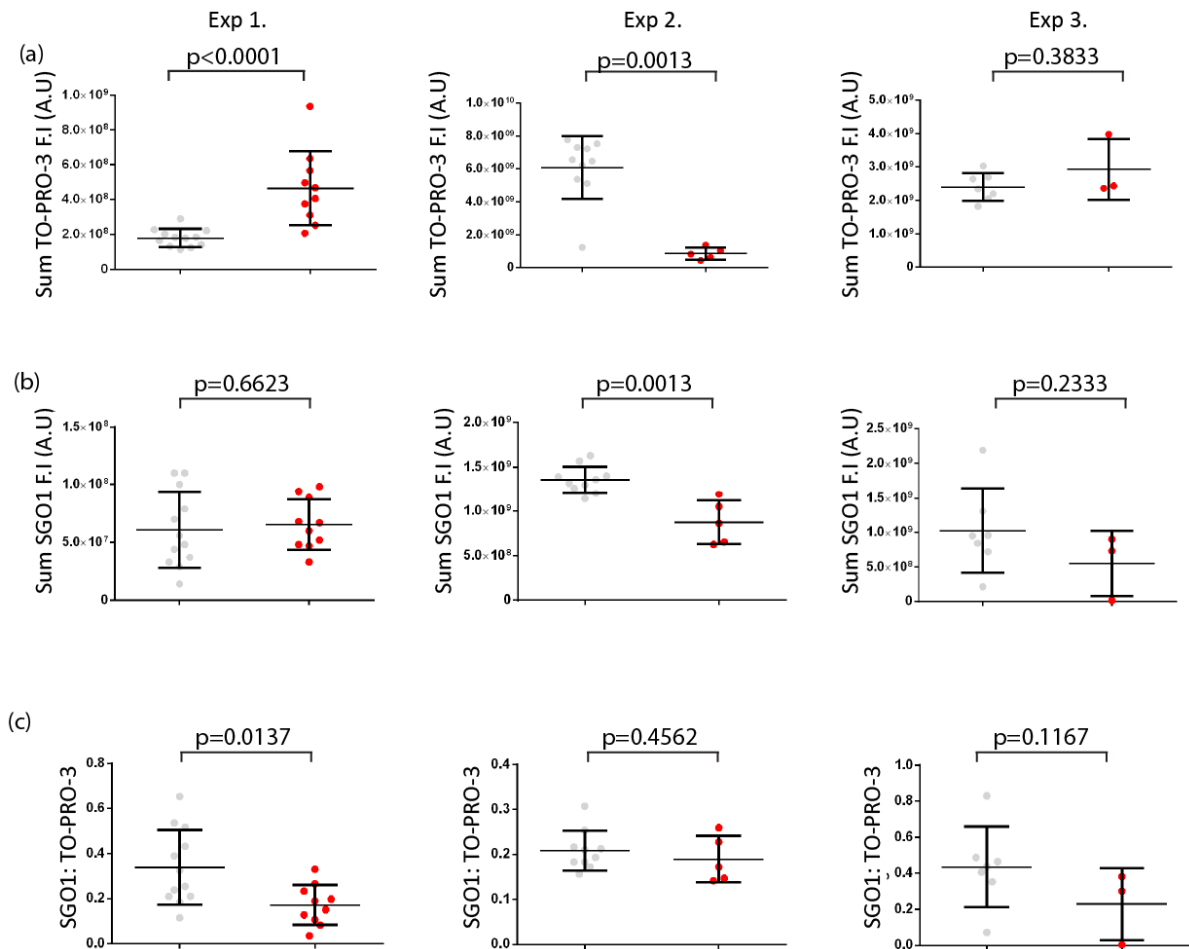 Exp 1.
Exp 2.
Exp 3.
(a)
p<0.0001
p=0.0013
p=0.3833
Sum TO-PRO-3 F.I (A.U)
1.0×10⁹
8.0×10⁸
6.0×10⁸
4.0×10⁸
2.0×10⁸
0
Sum TO-PRO-3 F.I (A.U)
1.0×10¹⁰
8.0×10⁰⁹
6.0×10⁰⁹
4.0×10⁰⁹
2.0×10⁰⁹
0
Sum TO-PRO-3 F.I (A.U)
5.0×10⁹
4.0×10⁹
3.0×10⁹
2.0×10⁹
1.0×10⁹
0
(b)
p=0.6623
p=0.0013
p=0.2333
Sum SGO1 F.I (A.U)
1.5×10⁸
1.0×10⁸
5.0×10⁷
0
Sum SGO1 F.I (A.U)
2.0×10⁹
1.5×10⁹
1.0×10⁹
5.0×10⁸
0
Sum SGO1 F.I (A.U)
2.5×10⁹
2.0×10⁹
1.5×10⁹
1.0×10⁹
5.0×10⁸
0
(c)
p=0.0137
p=0.4562
p=0.1167
SGO1: TO-PRO-3
0.8
0.6
0.4
0.2
0.0
SGO1: TO-PRO-3
0.4
0.3
0.2
0.1
0.0
SGO1: TO-PRO-3
1.0
0.8
0.6
0.4
0.2
0.0